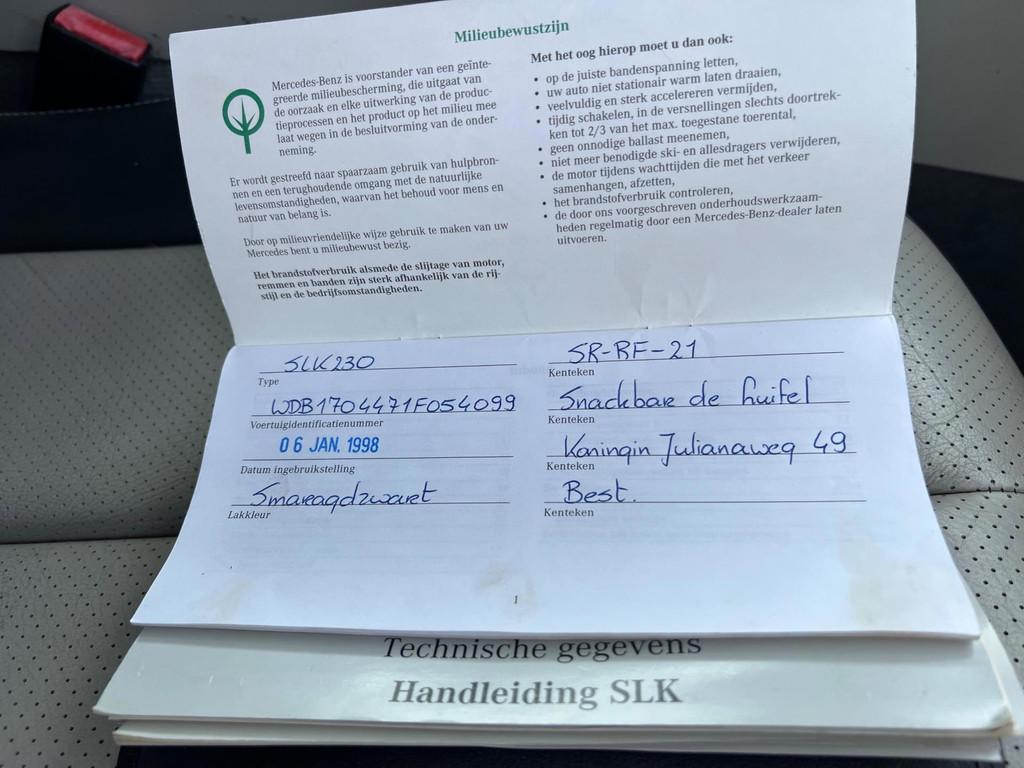 Milieubewustzijn
Mercedes-Benz is voorstander van een geïnte-
greerde milieubescherming, die uitgaat van
de oorzaak en elke uitwerking van de produc-
tieprocessen en het product op het milieu mee
laat wegen in de besluitvorming van de onder-
neming.
Er wordt gestreefd naar spaarzaam gebruik van hulpbron-
nen en een terughoudende omgang met de natuurlijke
levensomstandigheden, waarvan het behoud voor mens en
natuur van belang is.
Door op milieuvriendelijke wijze gebruik te maken van uw
Mercedes bent u milieubewust bezig.
Het brandstofverbruik alsmede de slijtage van motor,
remmen en banden zijn sterk afhankelijk van de rij-
stijl en de bedrijfsomstandigheden.
Met het oog hierop moet u dan ook:
• op de juiste bandenspanning letten,
• uw auto niet stationair warm laten draaien,
• veelvuldig en sterk accelereren vermijden,
• tijdig schakelen, in de versnellingen slechts doortrek-
ken tot 2/3 van het max. toegestane toerental,
• geen onnodige ballast meenemen,
• niet meer benodigde ski- en allesdragers verwijderen,
• de motor tijdens wachttijden die met het verkeer
samenhangen, afzetten,
• het brandstofverbruik controleren,
• de door ons voorgeschreven onderhoudswerkzaam-
heden regelmatig door een Mercedes-Benz-dealer laten
uitvoeren.
SLK230
Type
WDB1704471F054099
Voertuigidentificatienummer
06 JAN. 1998
Datum ingebruikstelling
Smaragdzwart
Lakkleur
SR-RF-21
Kenteken
Snackbar de huifel
Kenteken
Koningin Julianaweg 49
Kenteken
Best.
Kenteken
1
Technische gegevens
Handleiding SLK